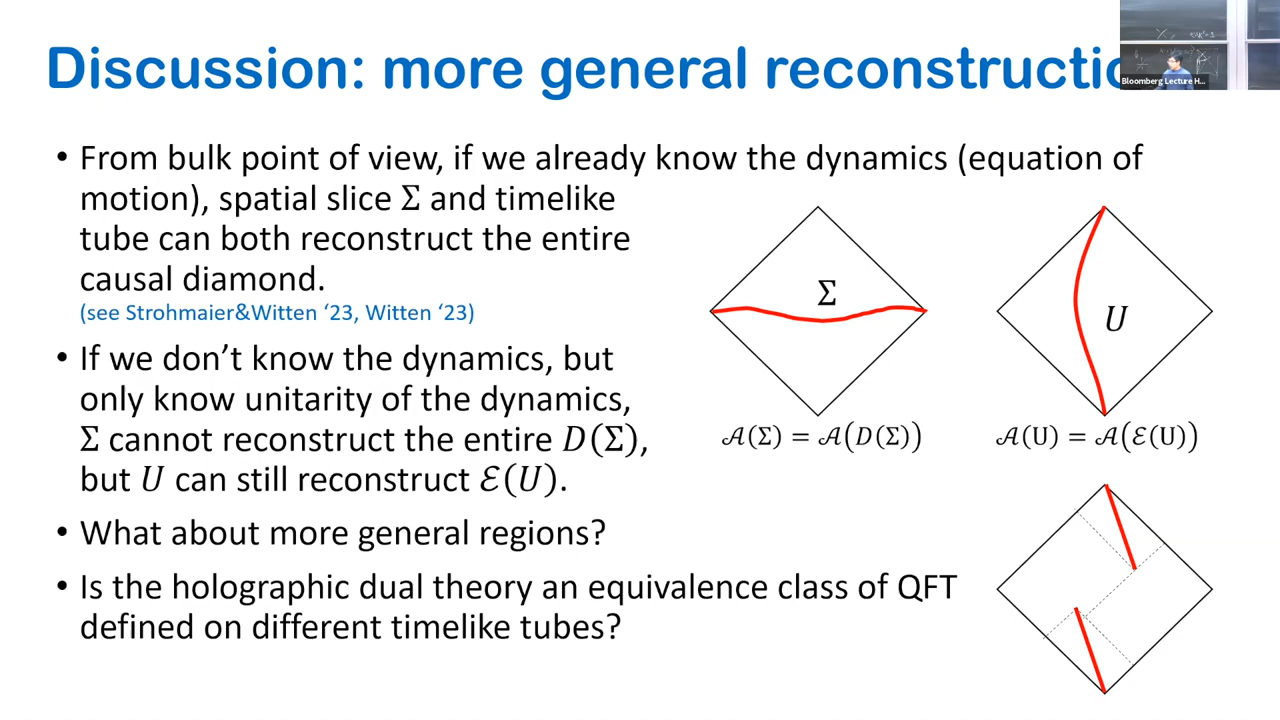 Discussion: more general reconstructio
Bloomberg Lecture H...
• From bulk point of view, if we already know the dynamics (equation of
motion), spatial slice Σ and timelike
tube can both reconstruct the entire
causal diamond.
(see Strohmaier&Witten ‘23, Witten ‘23)
• If we don’t know the dynamics, but
only know unitarity of the dynamics,
Σ cannot reconstruct the entire D(Σ),
but U can still reconstruct ℰ(U).
• What about more general regions?
• Is the holographic dual theory an equivalence class of QFT
defined on different timelike tubes?
Σ
𝒜(Σ) = 𝒜(D(Σ))
U
𝒜(U) = 𝒜(ℰ(U))